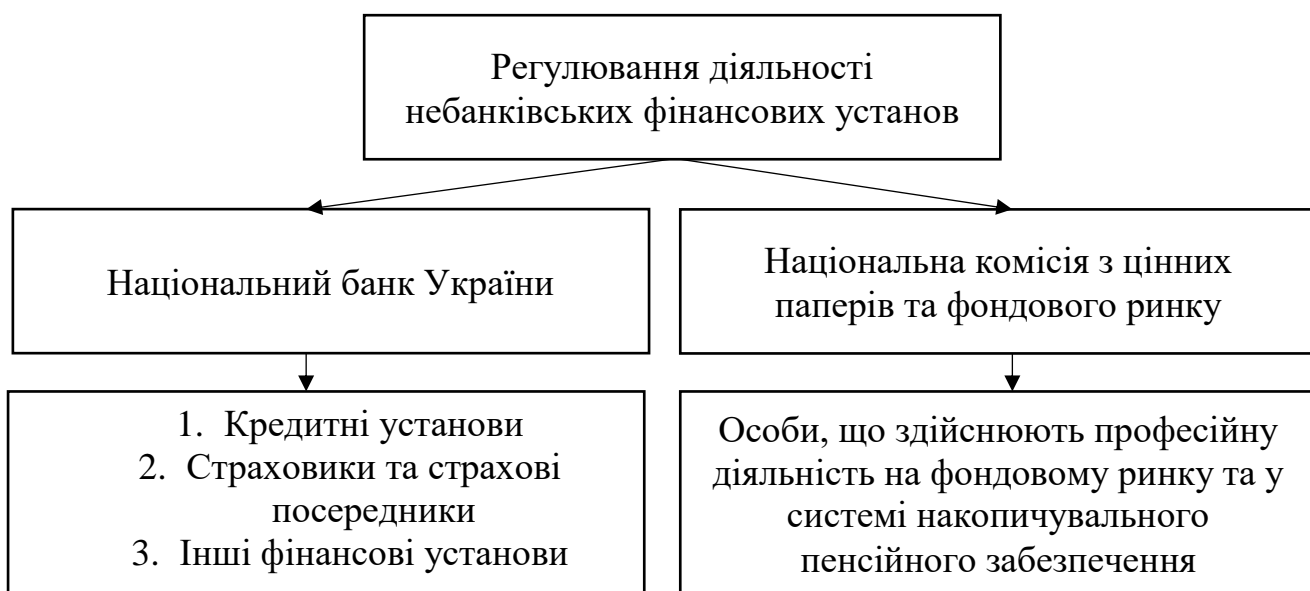 Регулювання діяльності
небанківських фінансових установ
Національний банк України
Національна комісія з цінних
паперів та фондового ринку
1. Кредитні установи
2. Страховики та страхові
посередники
3. Інші фінансові установи
Особи, що здійснюють професійну
діяльність на фондовому ринку та у
системі накопичувального
пенсійного забезпечення